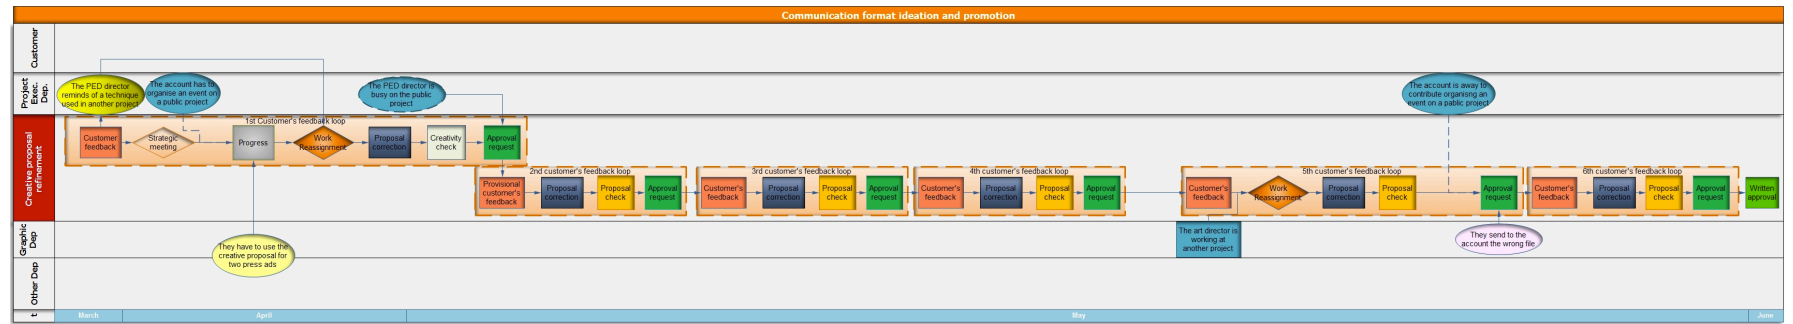 Communication format ideation and promotion
Customer
Project
Exec.
Dep.
The PED director
reminds of a technique
used in another project
The account has to
organise an event on
a public project
The PED director is
busy on the public
project
The account is away to
contribute organisng an
event on a public project
Creative proposal
refinement
1st Customer's feedback loop
Customer
feedback
Strategic
meeting
Progress
Work
Reassignment
Proposal
correction
Creativity
check
Approval
request
2nd customer's feedback loop
Provisional
customer's
feedback
Proposal
correction
Proposal
check
Approval
request
3rd customer's feedback loop
Customer's
feedback
Proposal
correction
Proposal
check
Approval
request
4th customer's feedback loop
Customer's
feedback
Proposal
correction
Proposal
check
Approval
request
5th customer's feedback loop
Customer's
feedback
Work
Reassignment
Proposal
correction
Proposal
check
Approval
request
6th customer's feedback loop
Customer's
feedback
Proposal
correction
Proposal
check
Approval
request
Written
approval
Graphic
Dep
They have to use the
creative proposal for
two press ads
The art director is
working at
another project
They send to the
account the wrong file
Other Dep
t
March
April
May
June